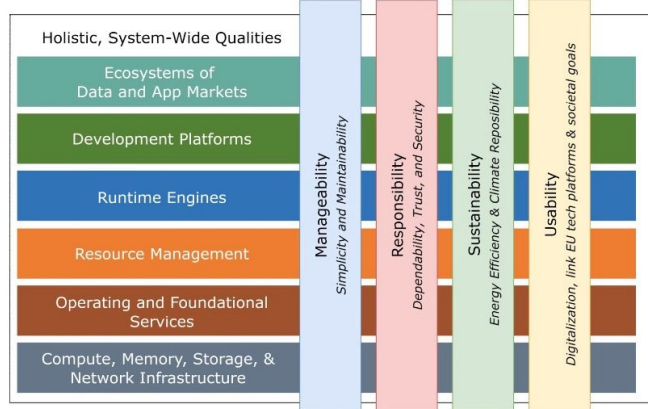 Holistic, System-Wide Qualities
Ecosystems of
Data and App Markets
Development Platforms
Runtime Engines
Resource Management
Operating and Foundational
Services
Compute, Memory, Storage, &
Network Infrastructure
Manageability
Simplicity and Maintainability
Responsibility
Dependability, Trust, and Security
Sustainability
Energy Efficiency & Climate Reposibility
Usability
Digitalization, link EU tech platforms & societal goals